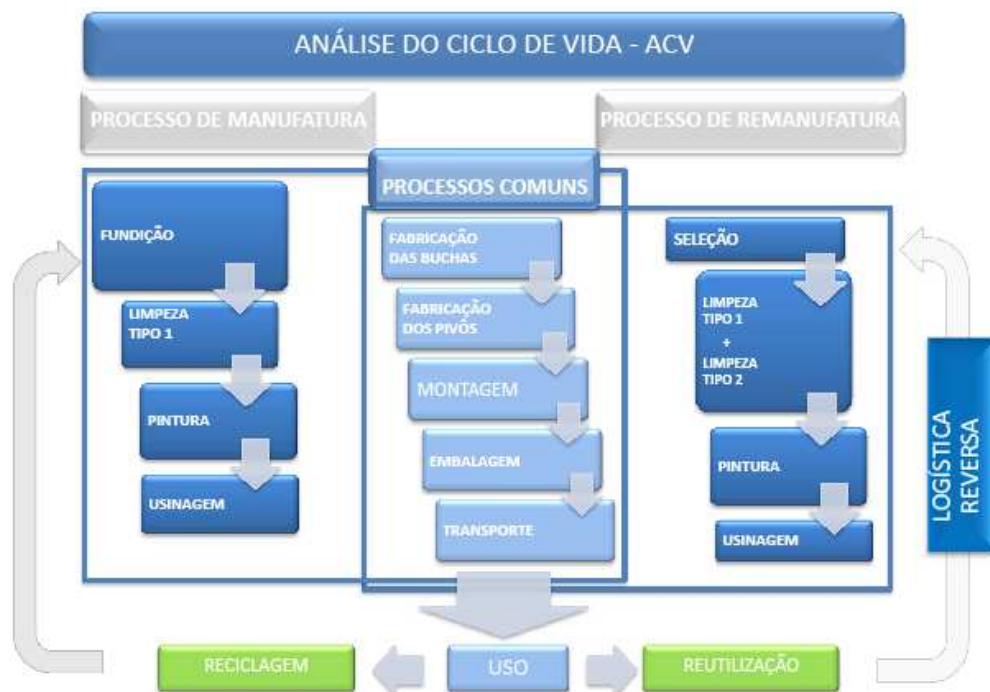 ANÁLISE DO CICLO DE VIDA - ACV
PROCESSO DE MANUFATURA
PROCESSO DE REMANUFATURA
PROCESSOS COMUNS
FUNDIÇÃO
LIMPEZA
TIPO 1
PINTURA
USINAGEM
FABRICAÇÃO
DAS BUCHAS
FABRICAÇÃO
DOS PIVÔS
MONTAGEM
EMBALAGEM
TRANSPORTE
SELEÇÃO
LIMPEZA
TIPO 1
+
LIMPEZA
TIPO 2
PINTURA
USINAGEM
LOGÍSTICA
REVERSA
RECICLAGEM
USO
REUTILIZAÇÃO